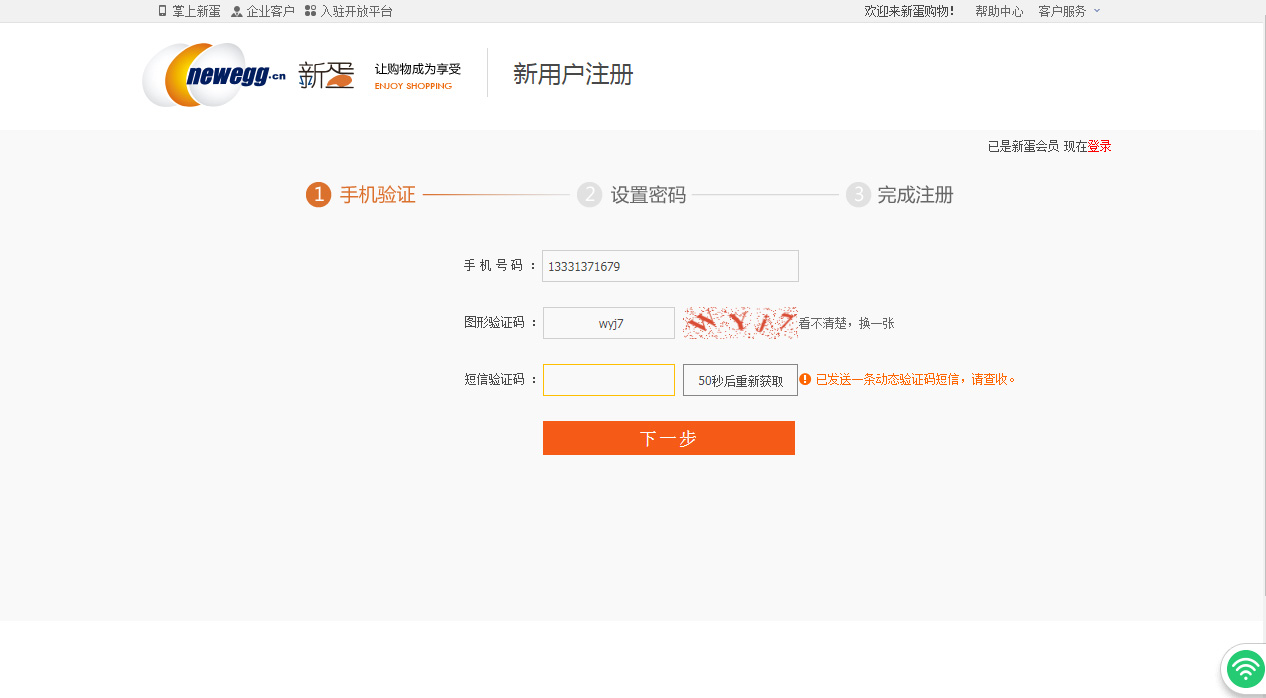 掌上新蛋 企业客户 入驻开放平台 欢迎来新蛋购物! 帮助中心 客户服务
newegg.cn 新蛋 让购物成为享受 新用户注册
ENJOY SHOPPING
已是新蛋会员 现在登录
1 手机验证 2 设置密码 3 完成注册
手 机 号 码 : 13331371679
图形验证码 : wyj7 WYj7 看不清楚，换一张
短信验证码 : 50秒后重新获取 已发送一条动态验证码短信，请查收。
下一步